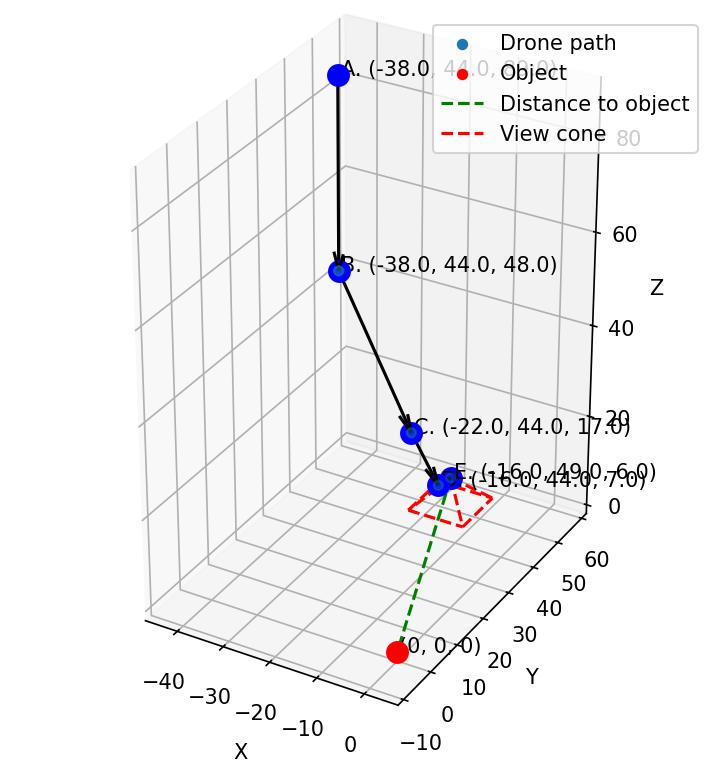 Drone path
Object
Distance to object
View cone
A. (-38.0, 44.0,
B. (-38.0, 44.0, 48.0)
C. (-22.0, 44.0, 17.0)
E. (-16.0, 49.0, 6.0)
(-16.0, 44.0, 7.0)
0, 0, 0)
80
60
40
20
0
Z
60
50
40
30
20
10
0
−10
Y
−40
−30
−20
−10
0
X